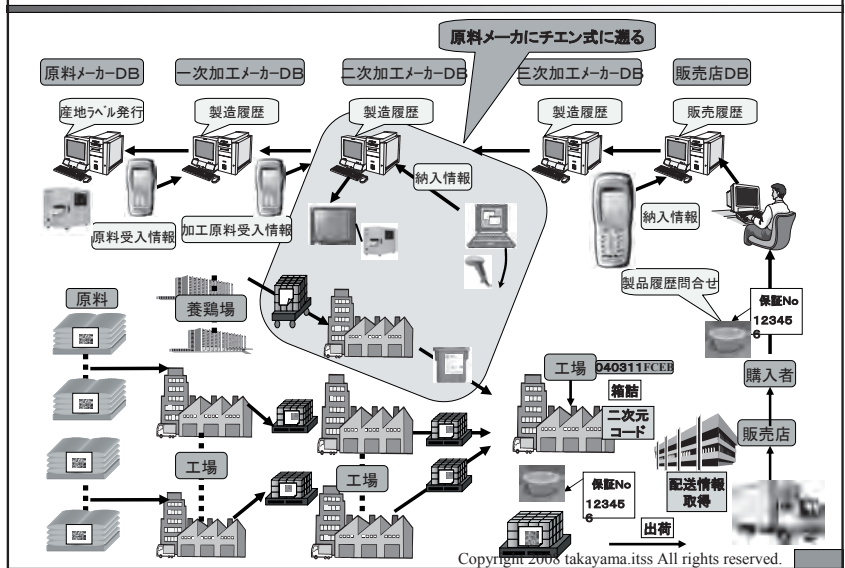 原料メーカにチエン式に遡る
原料メーカーDB
一次加工メーカーDB
二次加工メーカーDB
三次加工メーカーDB
販売店DB
産地ラベル発行
製造履歴
製造履歴
製造履歴
販売履歴
納入情報
納入情報
原料受入情報
加工原料受入情報
製品履歴問合せ
原料
養鶏場
保証No
12345
6
工場
040311FCEB
箱詰
二次元
コード
購入者
販売店
工場
工場
保証No
12345
6
配送情報
取得
出荷
Copyright 2008 takayama.itss All rights reserved.